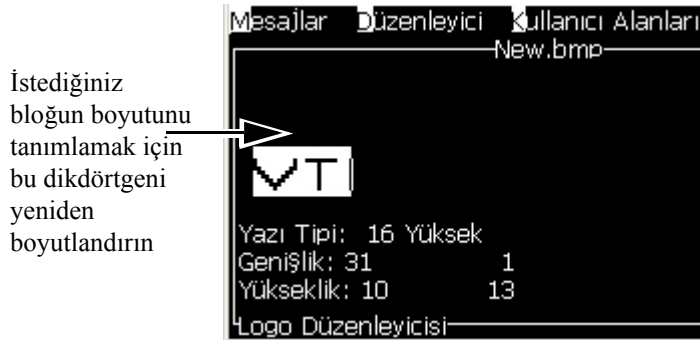 Mesajlar Düzenleyici Kullanıcı Alanları
New.bmp
İstediğiniz
bloğun boyutunu
tanımlamak için
bu dikdörtgeni
yeniden
boyutlandırın
VT
Yazı Tipi: 16 Yüksek
GeniŞlik: 31 1
Yükseklik: 10 13
Logo Düzenleyicisi